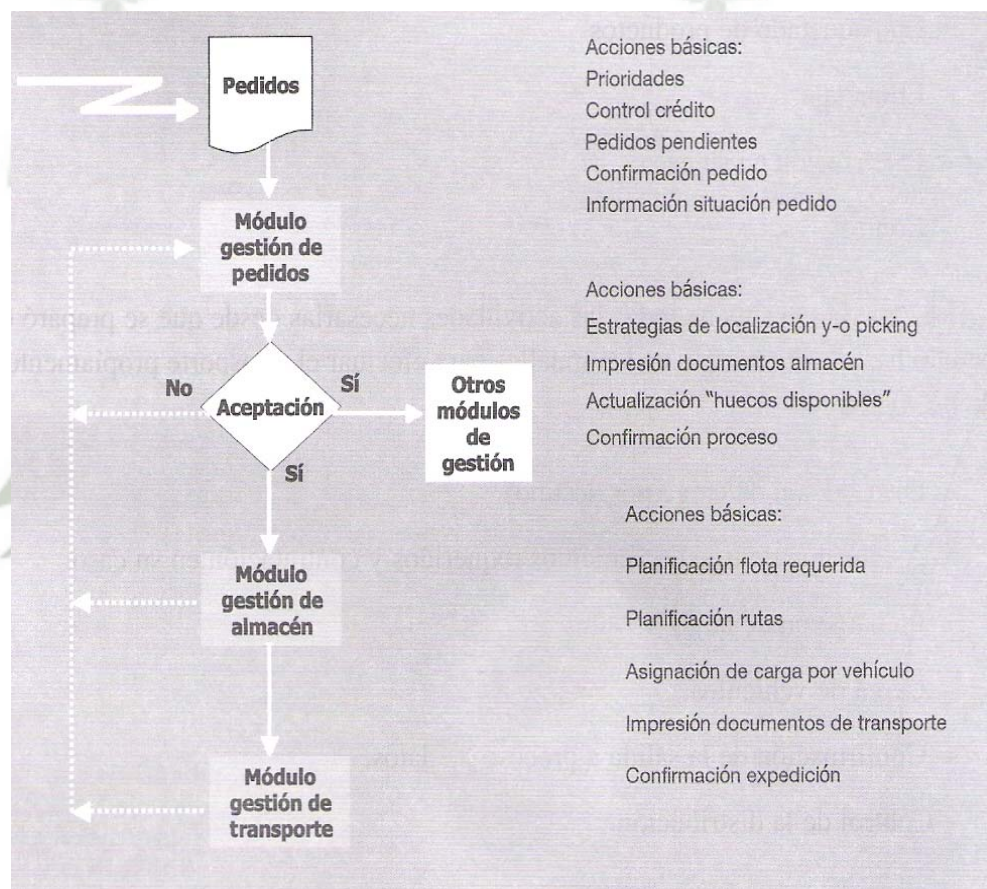 Pedidos
Módulo
gestión de
pedidos
No
Aceptación
Sí
Otros
módulos
de
gestión
Sí
Módulo
gestión de
almacén
Módulo
gestión de
transporte
Acciones básicas:
Prioridades
Control crédito
Pedidos pendientes
Confirmación pedido
Información situación pedido
Acciones básicas:
Estrategias de localización y-o picking
Impresión documentos almacén
Actualización "huecos disponibles"
Confirmación proceso
Acciones básicas:
Planificación flota requerida
Planificación rutas
Asignación de carga por vehículo
Impresión documentos de transporte
Confirmación expedición